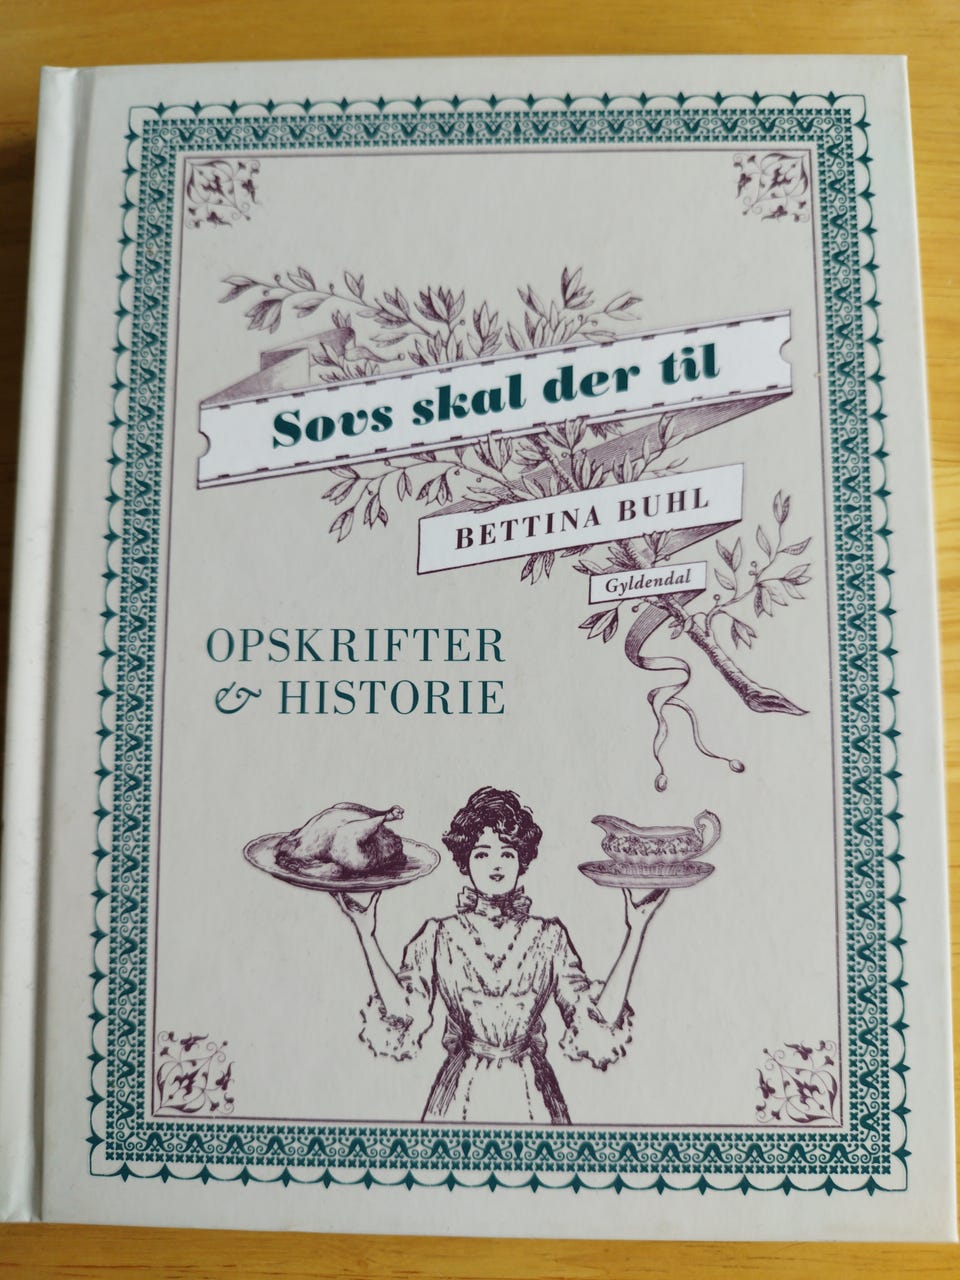 Sovs skal der til
BETTINA BUHL
Gyldendal
OPSKRIFTER
& HISTORIE